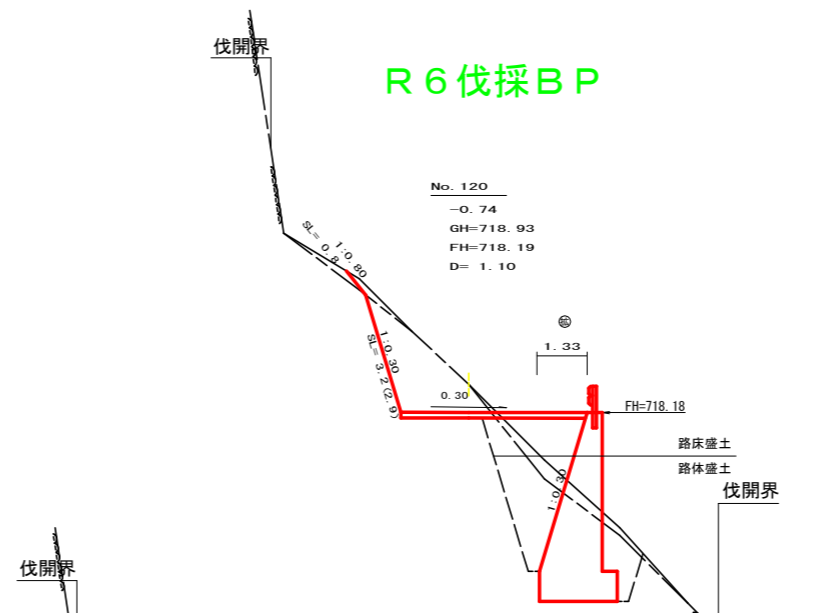 伐開界
R6伐採BP
No. 120
-0.74
GH=718.93
FH=718.19
D= 1.10
1:0.80
SL= 0.8
拡
1.33
1:0.30
SL= 3.2(2.9)
0.30
FH=718.18
路床盛土
路体盛土
伐開界
1:0.30
伐開界